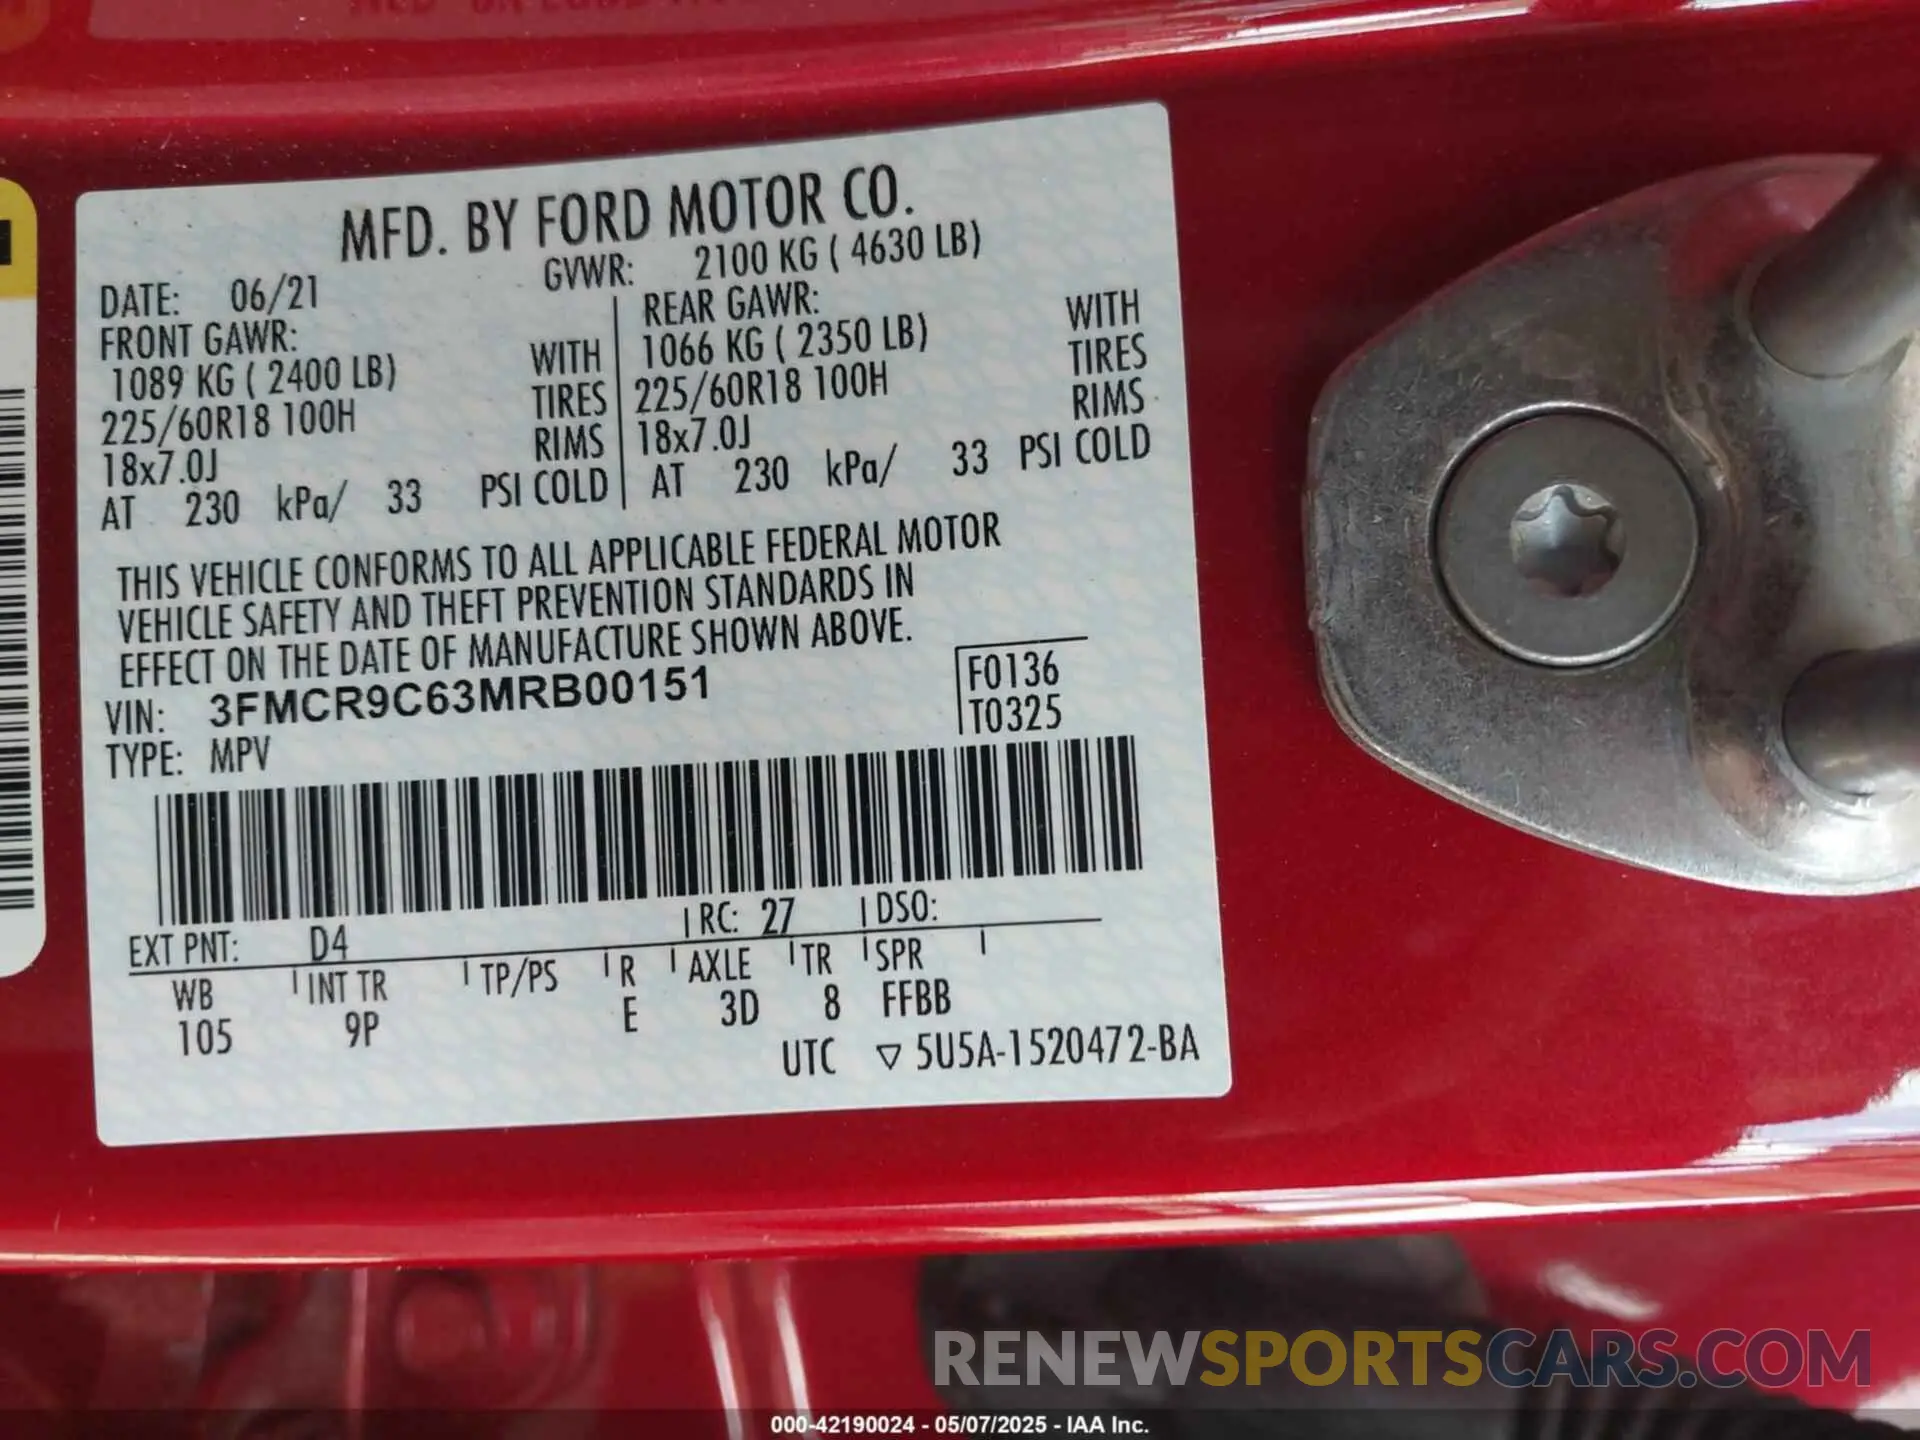 MFD. BY FORD MOTOR CO.
DATE: 06/21 GVWR: 2100 KG ( 4630 LB)
FRONT GAWR: REAR GAWR:
1089 KG ( 2400 LB) WITH 1066 KG ( 2350 LB) WITH
225/60R18 100H TIRES 225/60R18 100H TIRES
18x7.0J RIMS 18x7.0J RIMS
AT 230 kPa/ 33 PSI COLD AT 230 kPa/ 33 PSI COLD
THIS VEHICLE CONFORMS TO ALL APPLICABLE FEDERAL MOTOR
VEHICLE SAFETY AND THEFT PREVENTION STANDARDS IN
EFFECT ON THE DATE OF MANUFACTURE SHOWN ABOVE.
VIN: 3FMCR9C63MRB00151 F0136
TYPE: MPV T0325
EXT PNT: D4 RC: 27 DSO:
WB INT TR TP/PS R AXLE TR SPR
105 9P E 3D 8 FFBB
UTC ▽ 5U5A-1520472-BA
RENEWSPORTSCARS.COM
000-42190024 - 05/07/2025 - IAA Inc.